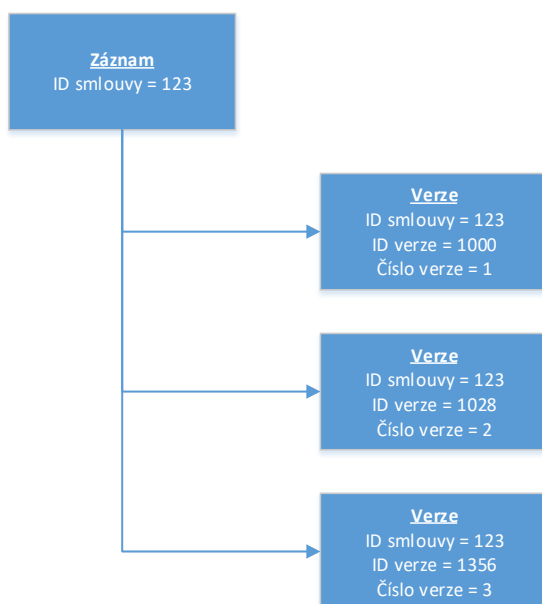 Záznam
ID smlouvy = 123
Verze
ID smlouvy = 123
ID verze = 1000
Číslo verze = 1
Verze
ID smlouvy = 123
ID verze = 1028
Číslo verze = 2
Verze
ID smlouvy = 123
ID verze = 1356
Číslo verze = 3